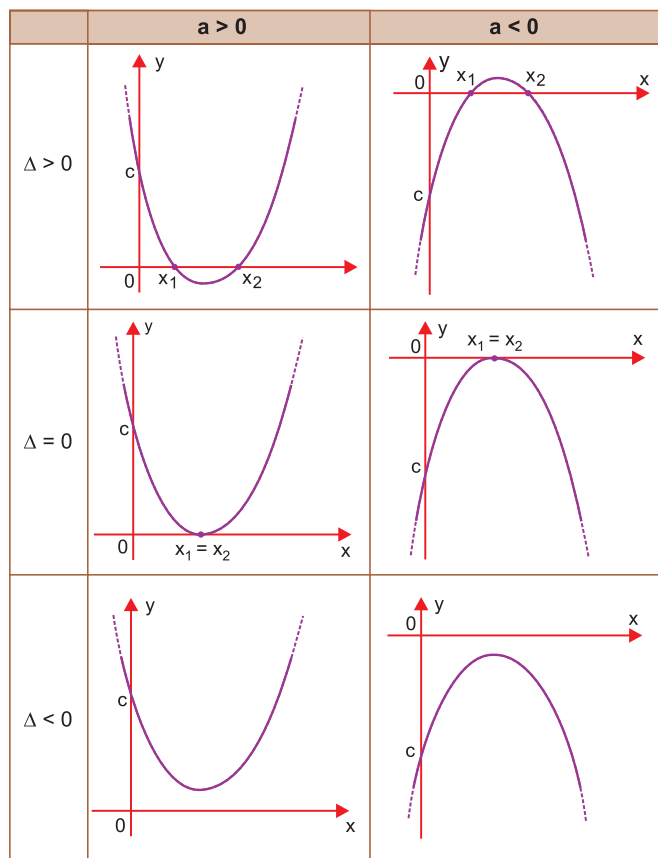 a > 0
a < 0
Δ > 0
y
c
0
x₁
x₂
y
0
x₁
x₂
x
c
Δ = 0
y
c
0
x₁ = x₂
x
y
0
x₁ = x₂
x
c
Δ < 0
y
c
0
x
y
0
x
c